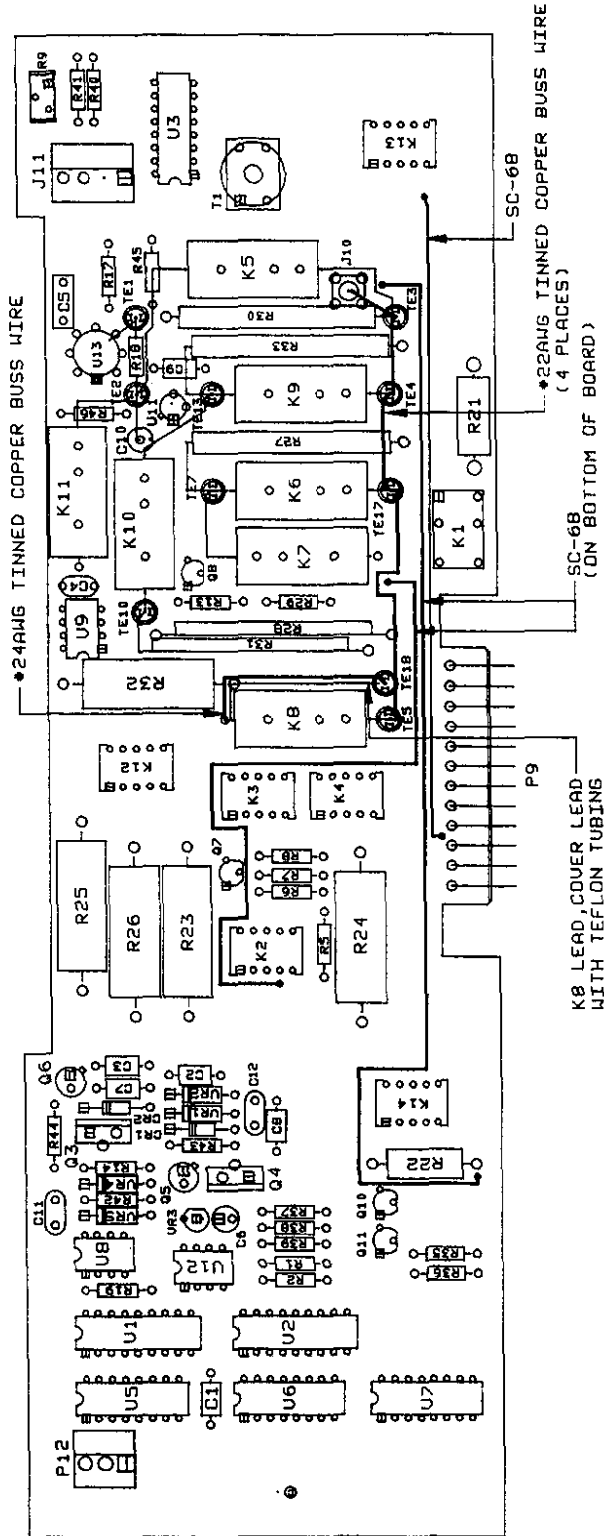 *24AWG TINNED COPPER BUSS WIRE
R9
R41
R40
J11
U3
T1
K13
SC-68
*22AWG TINNED COPPER BUSS WIRE
(4 PLACES)
C5
R17
R45
TE1
U13
R18
TE2
K5
J10
R30
TE3
R33
C9
R46
C10
TE13
K9
TE4
R21
K11
K10
R27
TE7
K6
TE17
K1
SC-68
(ON BOTTOM OF BOARD)
K7
Q8
C4
U9
TE10
R13
R29
R28
R31
R32
K8
TE18
TE5
K12
K3
K4
P9
K8 LEAD,COVER LEAD
WITH TEFLON TUBING
Q7
R25
R26
R23
R8
R7
R6
R5
K2
R24
Q6
C3
C7
CR2
CR1
C2
VR2
VR1
C12
C8
R44
Q3
R43
Q4
Q5
K14
R22
R14
VR4
R42
VR5
C11
VR3
C6
R37
R38
R39
R1
R2
Q10
Q11
R35
R36
U8
U12
R19
U1
U2
U5
C1
U6
U7
P12